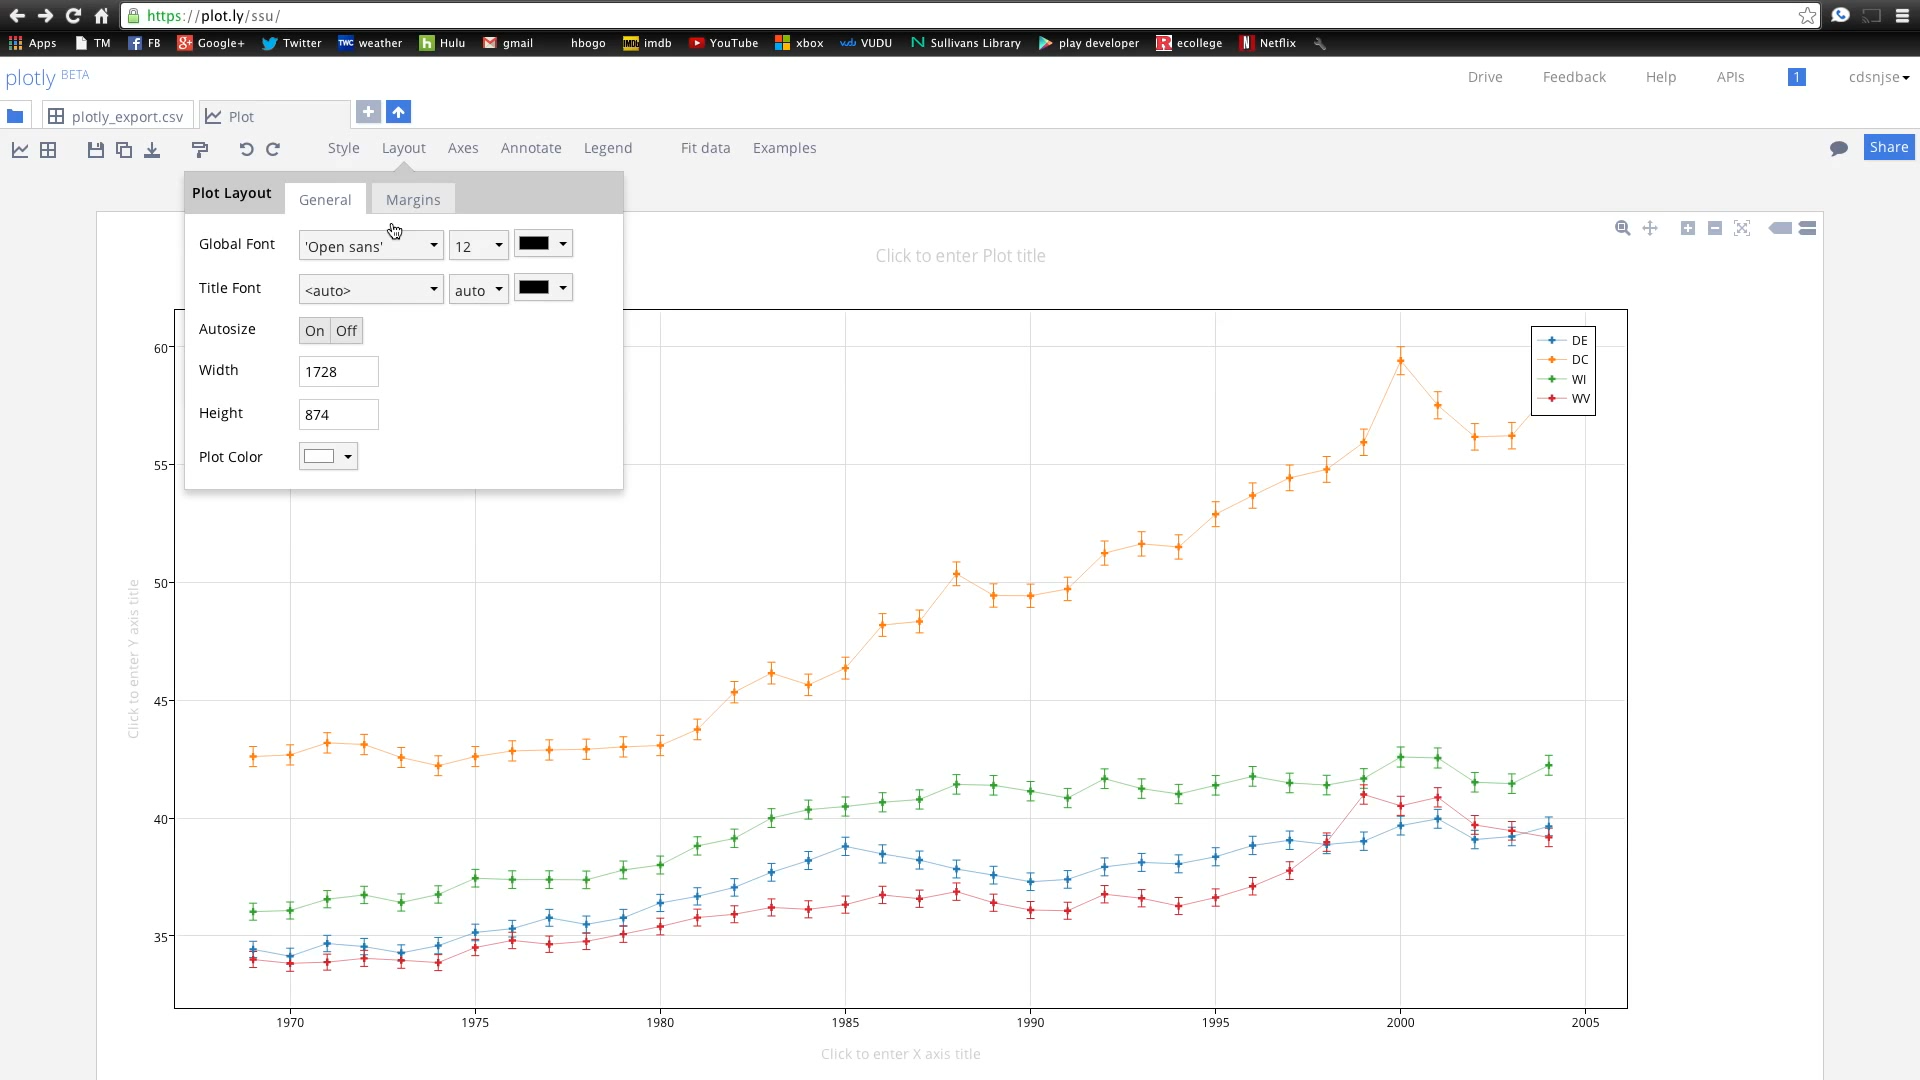 https://plot.ly/ssu/
Apps TM FB Google+ Twitter weather Hulu gmail hbogo imdb YouTube xbox VUDU Sullivans Library play developer ecollege Netflix
plotly BETA
Drive Feedback Help APIs 1 cdsnjse
plotly_export.csv Plot
Style Layout Axes Annotate Legend Fit data Examples Share
Plot Layout General Margins
Global Font 'Open sans' 12
Title Font <auto> auto
Autosize On Off
Width 1728
Height 874
Plot Color
Click to enter Plot title
DE
DC
WI
WV
60
55
50
45
40
35
Click to enter Y axis title
1970 1975 1980 1985 1990 1995 2000 2005
Click to enter X axis title